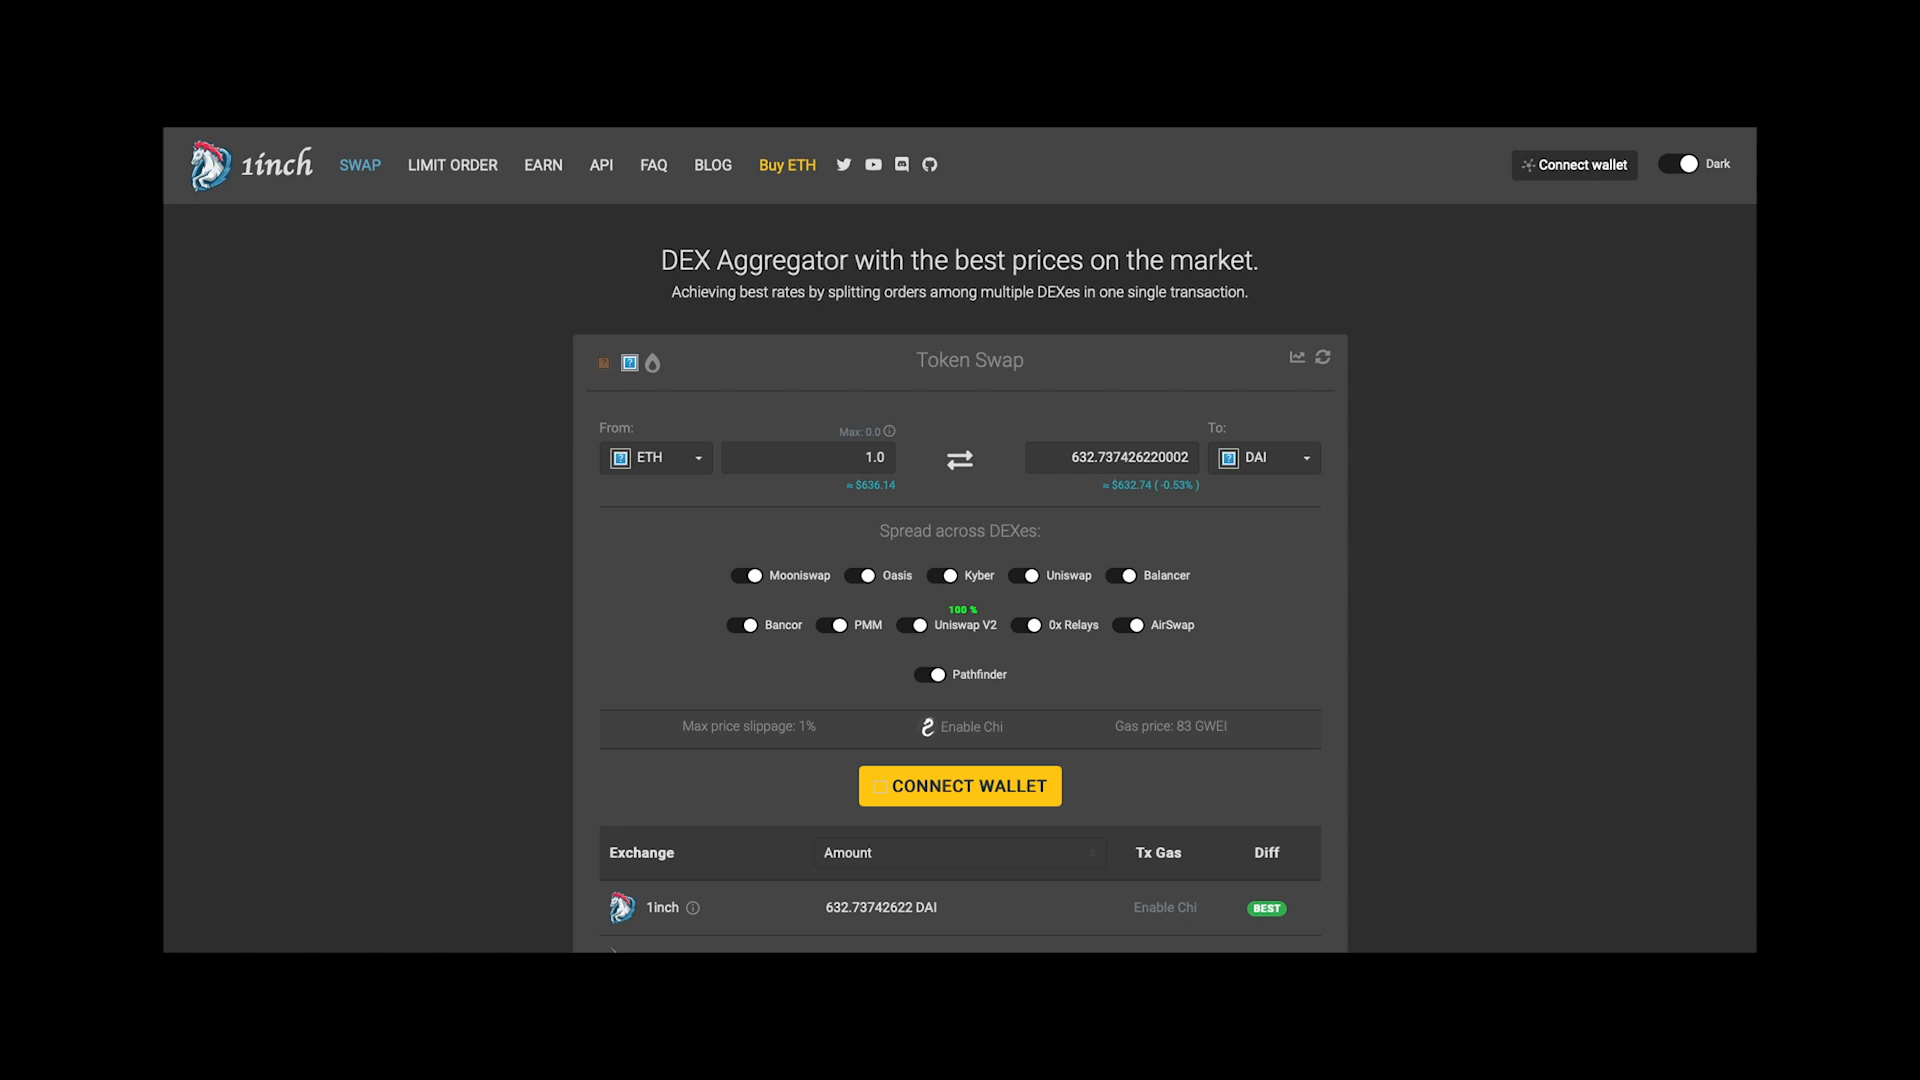 1inch SWAP LIMIT ORDER EARN API FAQ BLOG Buy ETH Connect wallet Dark
DEX Aggregator with the best prices on the market.
Achieving best rates by splitting orders among multiple DEXes in one single transaction.
Token Swap
From: Max: 0.0 To:
ETH 1.0 632.737426220002 DAI
≈ $636.14 ≈ $632.74 ( -0.53% )
Spread across DEXes:
Mooniswap Oasis Kyber Uniswap Balancer
100 %
Bancor PMM Uniswap V2 0x Relays AirSwap
Pathfinder
Max price slippage: 1% Enable Chi Gas price: 83 GWEI
CONNECT WALLET
Exchange Amount Tx Gas Diff
1inch 632.73742622 DAI Enable Chi BEST